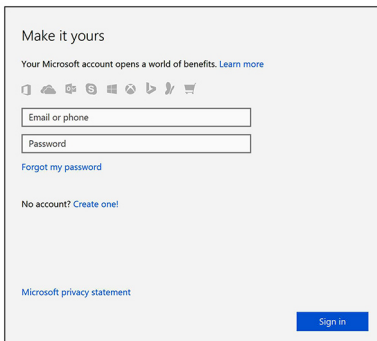 Make it yours
Your Microsoft account opens a world of benefits. Learn more
Email or phone
Password
Forgot my password
No account? Create one!
Microsoft privacy statement
Sign in